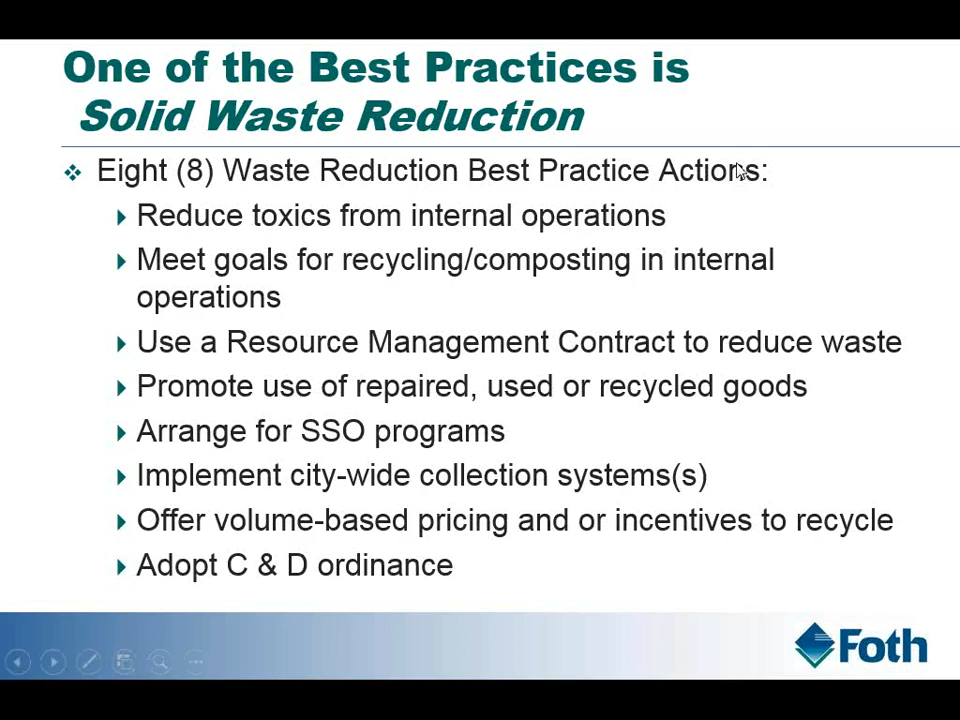 One of the Best Practices is
Solid Waste Reduction
Eight (8) Waste Reduction Best Practice Actions:
Reduce toxics from internal operations
Meet goals for recycling/composting in internal
operations
Use a Resource Management Contract to reduce waste
Promote use of repaired, used or recycled goods
Arrange for SSO programs
Implement city-wide collection systems(s)
Offer volume-based pricing and or incentives to recycle
Adopt C & D ordinance
Foth